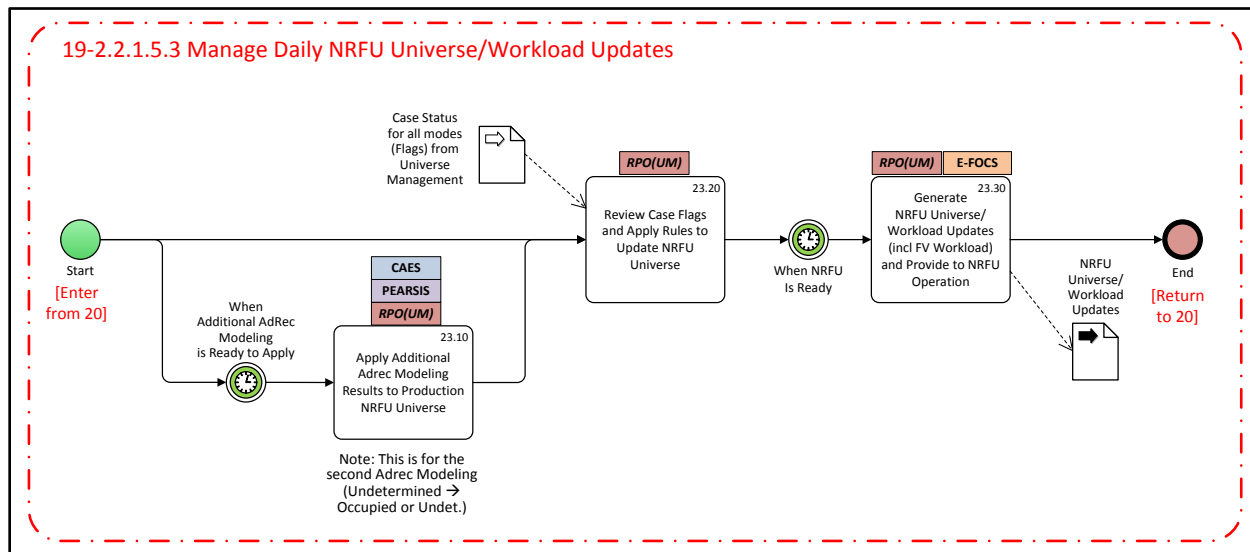 19-2.2.1.5.3 Manage Daily NRFU Universe/Workload Updates
Case Status
for all modes
(Flags) from
Universe
Management
RPO(UM)
23.20
Review Case Flags
and Apply Rules to
Update NRFU
Universe
RPO(UM)
E-FOCS
23.30
Generate
NRFU Universe/
Workload Updates
(incl FV Workload)
and Provide to NRFU
Operation
Start
[Enter
from 20]
When
Additional AdRec
Modeling
is Ready to Apply
CAES
PEARSIS
RPO(UM)
23.10
Apply Additional
Adrec Modeling
Results to Production
NRFU Universe
Note: This is for the
second Adrec Modeling
(Undetermined →
Occupied or Undet.)
When NRFU
Is Ready
NRFU
Universe/
Workload
Updates
End
[Return
to 20]